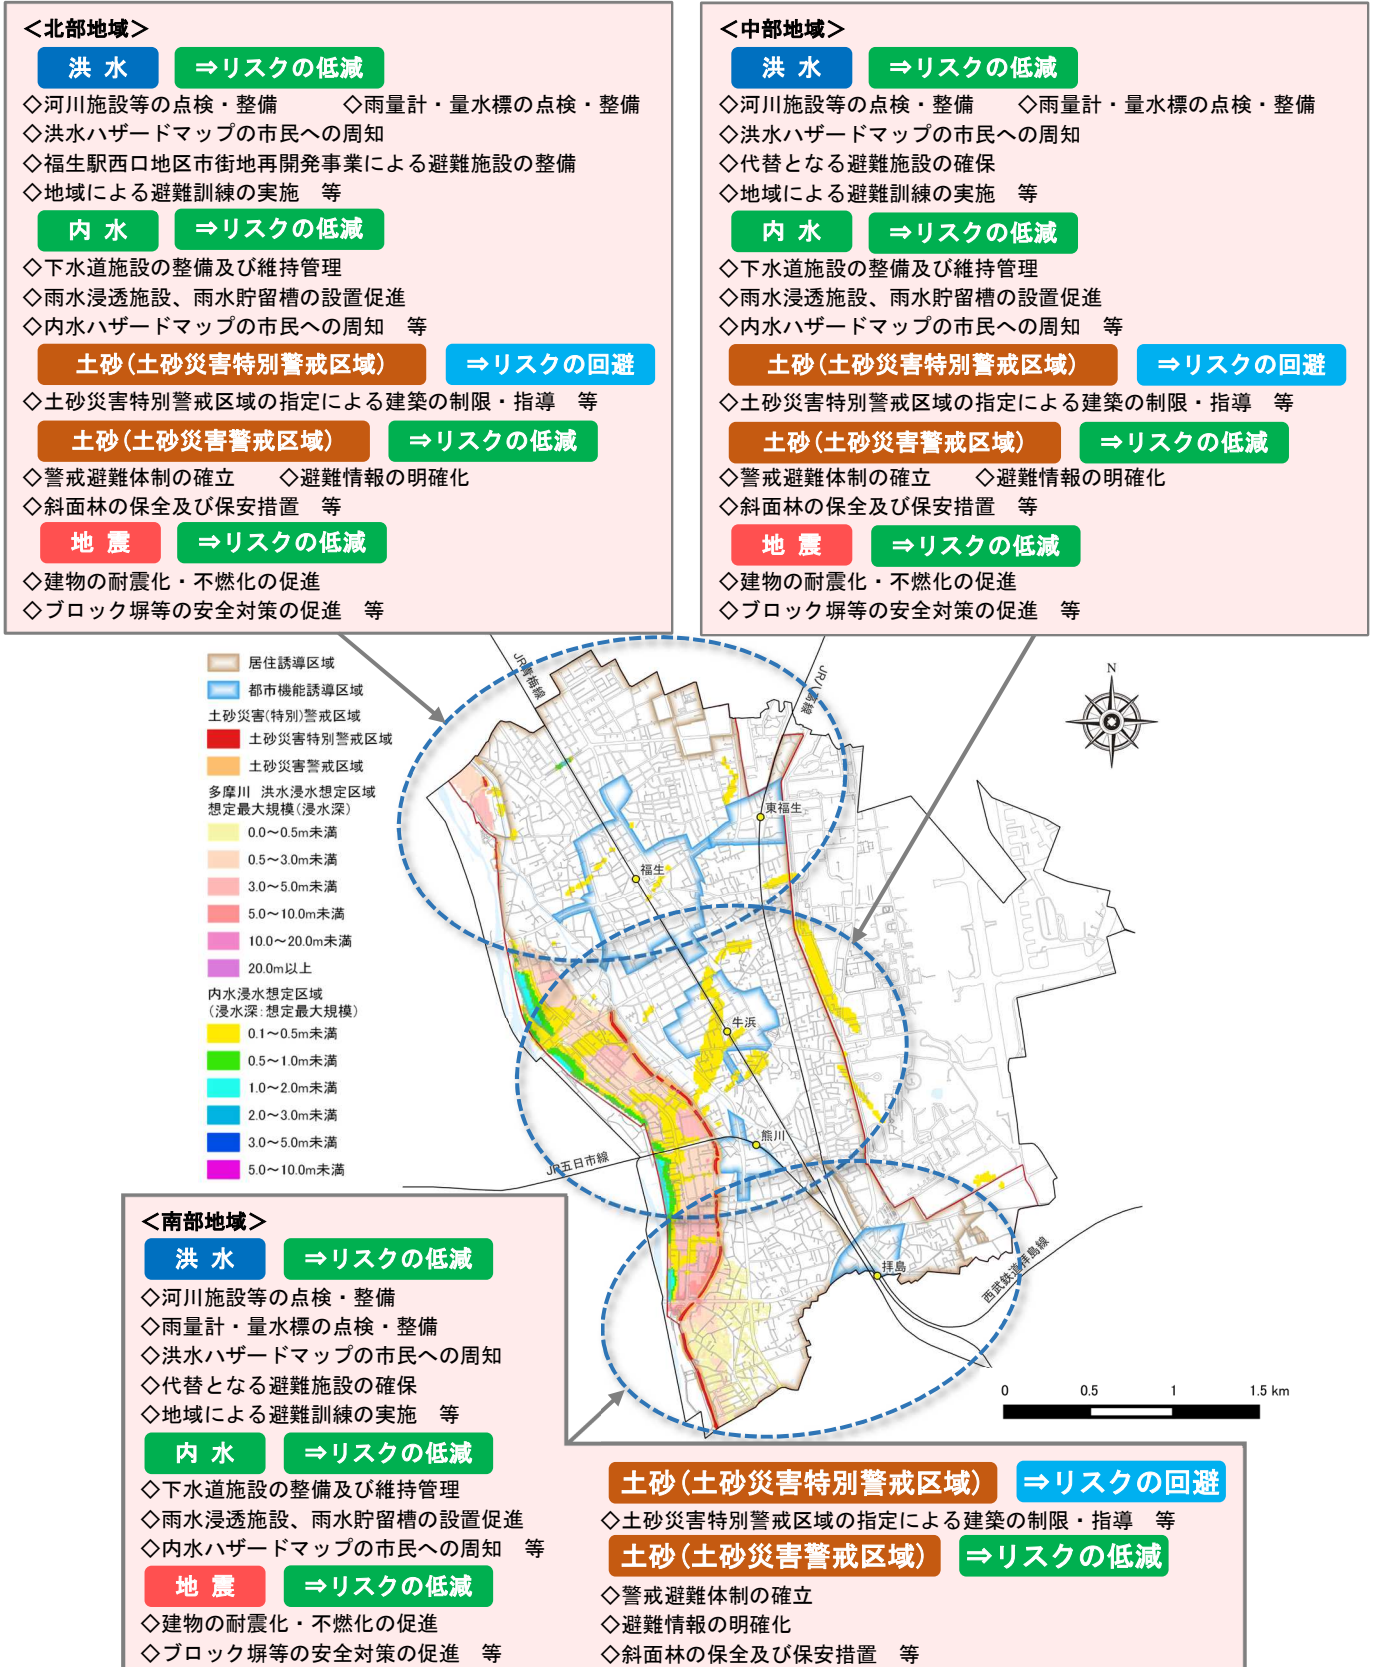 ＜北部地域＞
洪 水　⇒リスクの低減
◇河川施設等の点検・整備　◇雨量計・量水標の点検・整備
◇洪水ハザードマップの市民への周知
◇福生駅西口地区市街地再開発事業による避難施設の整備
◇地域による避難訓練の実施　等
内 水　⇒リスクの低減
◇下水道施設の整備及び維持管理
◇雨水浸透施設、雨水貯留槽の設置促進
◇内水ハザードマップの市民への周知　等
土砂（土砂災害特別警戒区域）　⇒リスクの回避
◇土砂災害特別警戒区域の指定による建築の制限・指導　等
土砂（土砂災害警戒区域）　⇒リスクの低減
◇警戒避難体制の確立　◇避難情報の明確化
◇斜面林の保全及び保安措置　等
地 震　⇒リスクの低減
◇建物の耐震化・不燃化の促進
◇ブロック塀等の安全対策の促進　等
＜中部地域＞
洪 水　⇒リスクの低減
◇河川施設等の点検・整備　◇雨量計・量水標の点検・整備
◇洪水ハザードマップの市民への周知
◇代替となる避難施設の確保
◇地域による避難訓練の実施　等
内 水　⇒リスクの低減
◇下水道施設の整備及び維持管理
◇雨水浸透施設、雨水貯留槽の設置促進
◇内水ハザードマップの市民への周知　等
土砂（土砂災害特別警戒区域）　⇒リスクの回避
◇土砂災害特別警戒区域の指定による建築の制限・指導　等
土砂（土砂災害警戒区域）　⇒リスクの低減
◇警戒避難体制の確立　◇避難情報の明確化
◇斜面林の保全及び保安措置　等
地 震　⇒リスクの低減
◇建物の耐震化・不燃化の促進
◇ブロック塀等の安全対策の促進　等
居住誘導区域
都市機能誘導区域
土砂災害(特別)警戒区域
土砂災害特別警戒区域
土砂災害警戒区域
多摩川　洪水浸水想定区域
想定最大規模(浸水深)
0.0～0.5m未満
0.5～3.0m未満
3.0～5.0m未満
5.0～10.0m未満
10.0～20.0m未満
20.0m以上
内水浸水想定区域
(浸水深：想定最大規模)
0.1～0.5m未満
0.5～1.0m未満
1.0～2.0m未満
2.0～3.0m未満
3.0～5.0m未満
5.0～10.0m未満
JR青梅線
JR八高線
N
東福生
福生
牛浜
熊川
JR五日市線
拝島
西武鉄道拝島線
0　0.5　1　1.5 km
＜南部地域＞
洪 水　⇒リスクの低減
◇河川施設等の点検・整備
◇雨量計・量水標の点検・整備
◇洪水ハザードマップの市民への周知
◇代替となる避難施設の確保
◇地域による避難訓練の実施　等
内 水　⇒リスクの低減
◇下水道施設の整備及び維持管理
◇雨水浸透施設、雨水貯留槽の設置促進
◇内水ハザードマップの市民への周知　等
地 震　⇒リスクの低減
◇建物の耐震化・不燃化の促進
◇ブロック塀等の安全対策の促進　等
土砂（土砂災害特別警戒区域）　⇒リスクの回避
◇土砂災害特別警戒区域の指定による建築の制限・指導　等
土砂（土砂災害警戒区域）　⇒リスクの低減
◇警戒避難体制の確立
◇避難情報の明確化
◇斜面林の保全及び保安措置　等